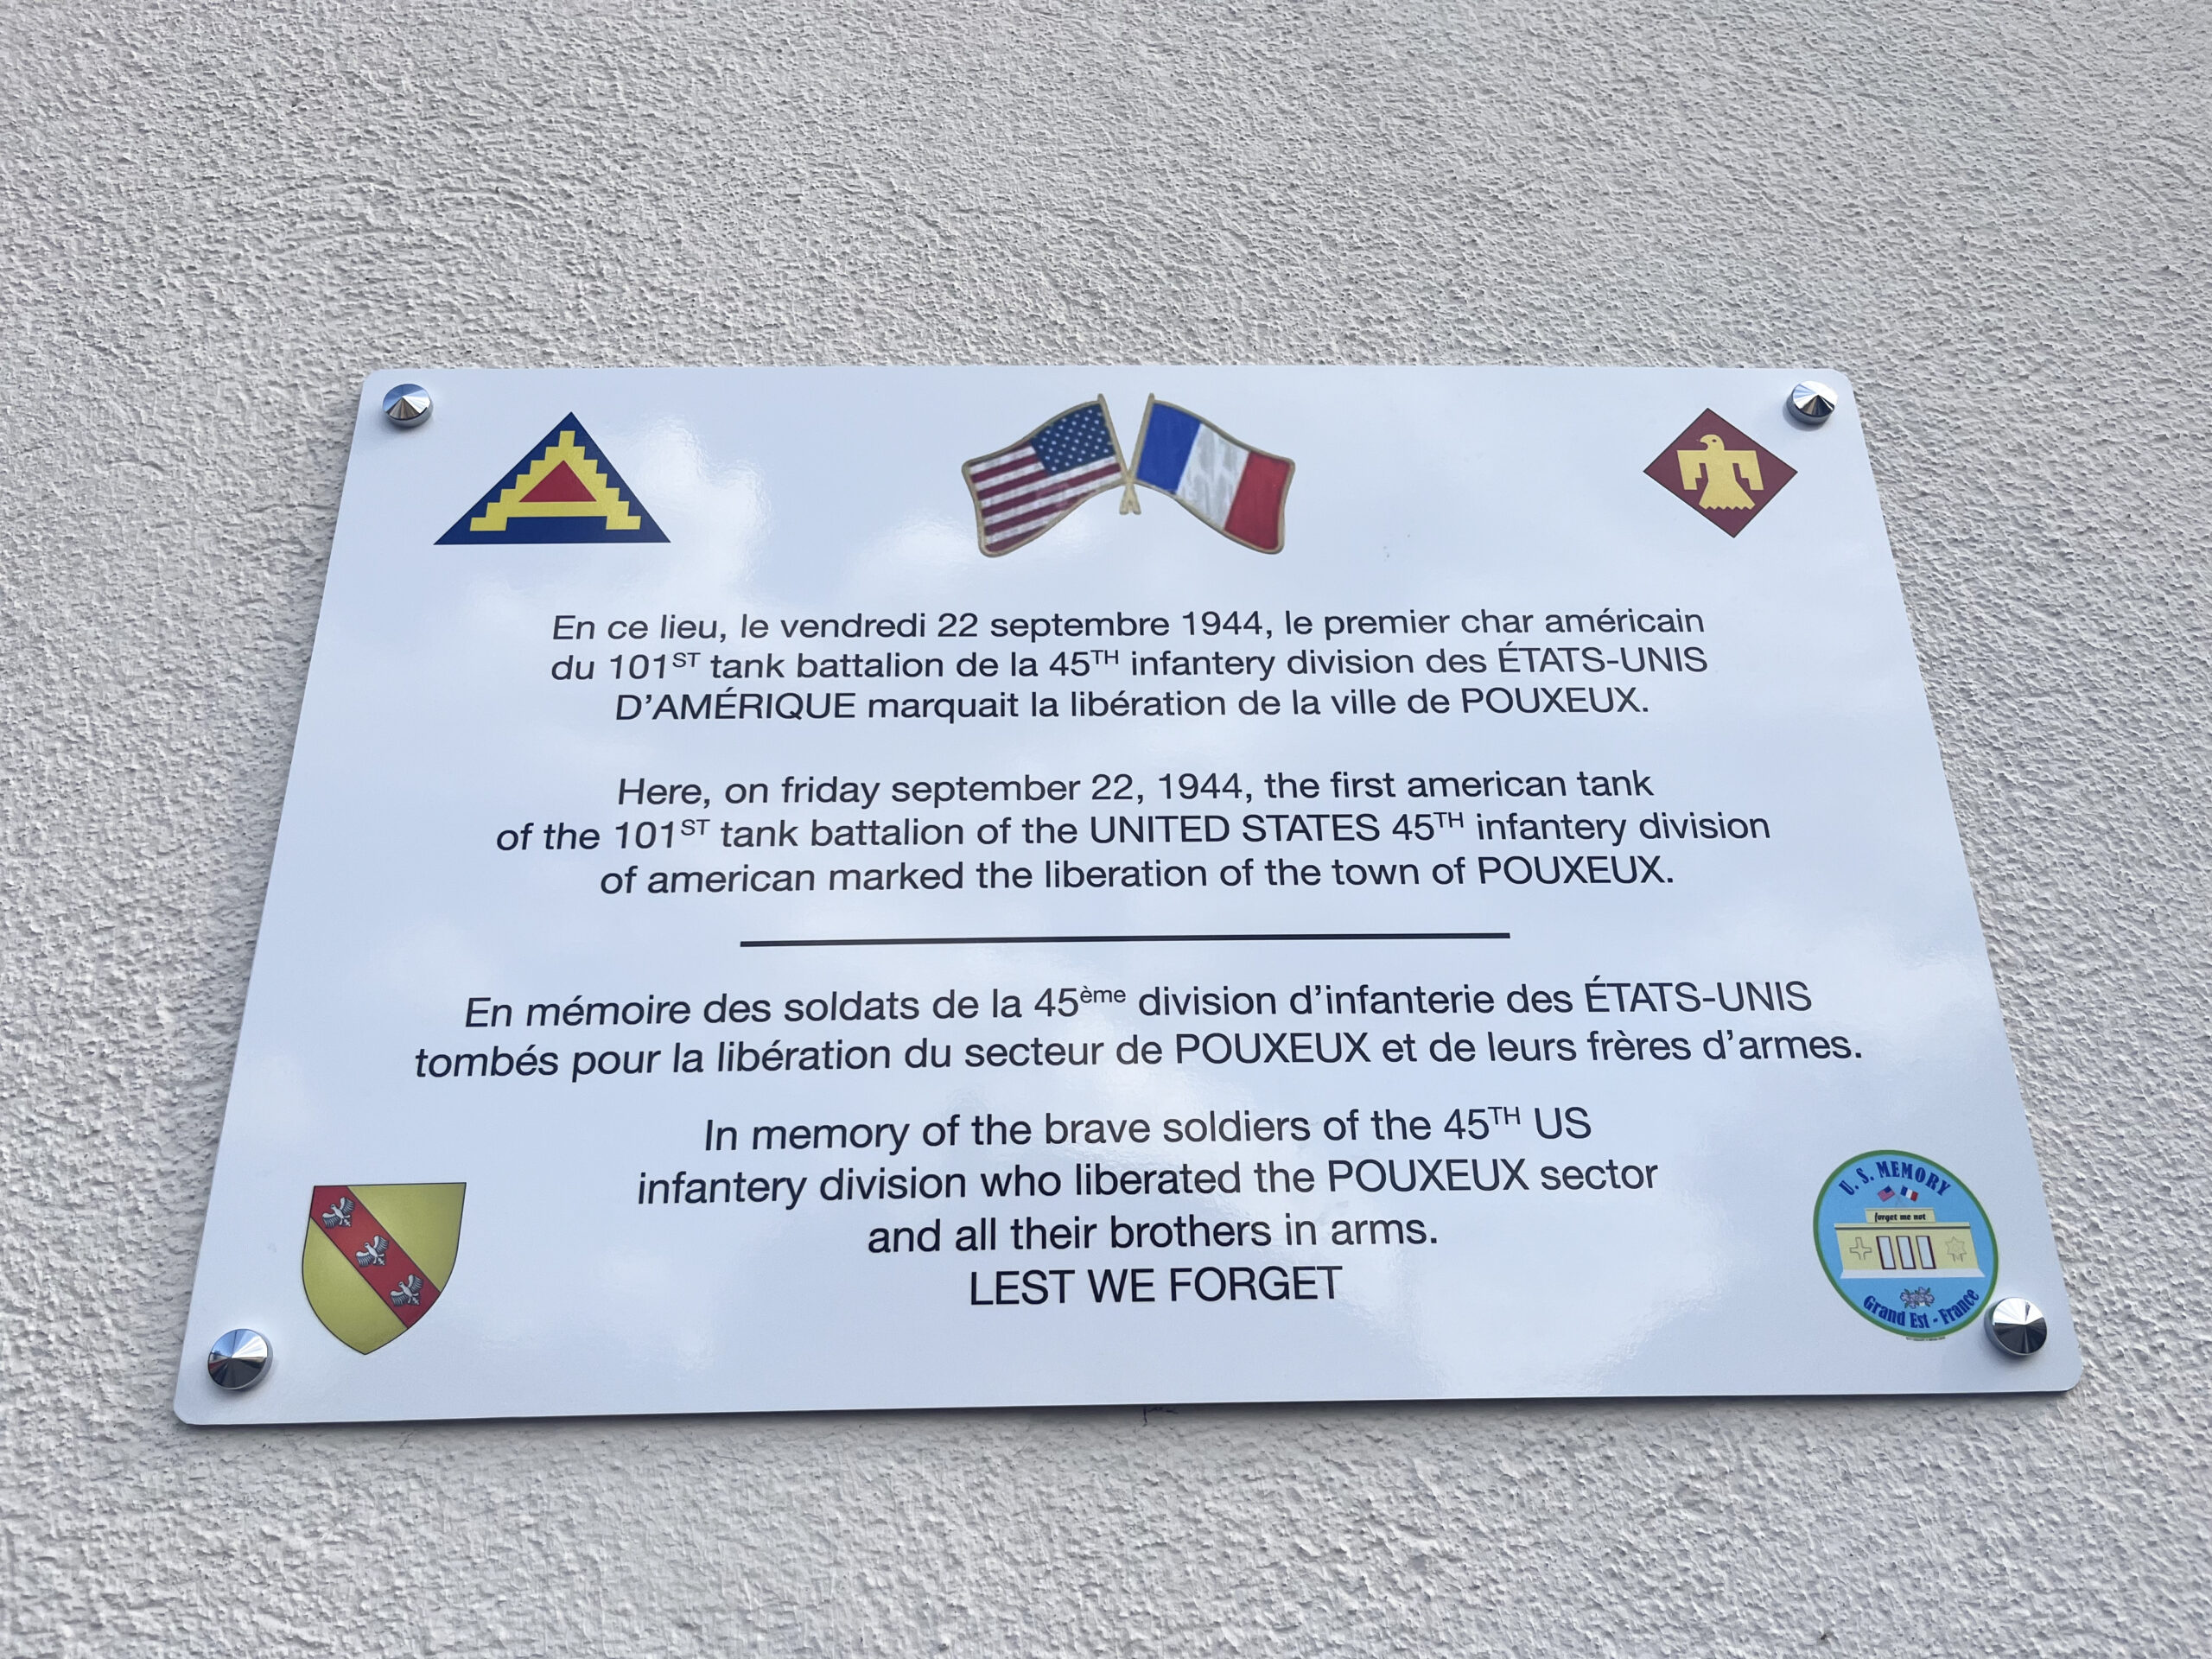 En ce lieu, le vendredi 22 septembre 1944, le premier char américain
du 101ST tank battalion de la 45TH infantery division des ÉTATS-UNIS
D'AMÉRIQUE marquait la libération de la ville de POUXEUX.
Here, on friday september 22, 1944, the first american tank
of the 101ST tank battalion of the UNITED STATES 45TH infantery division
of american marked the liberation of the town of POUXEUX.
En mémoire des soldats de la 45ème division d'infanterie des ÉTATS-UNIS
tombés pour la libération du secteur de POUXEUX et de leurs frères d'armes.
In memory of the brave soldiers of the 45TH US
infantery division who liberated the POUXEUX sector
and all their brothers in arms.
LEST WE FORGET
U.S. MEMORY
forget me not
Grand Est - France